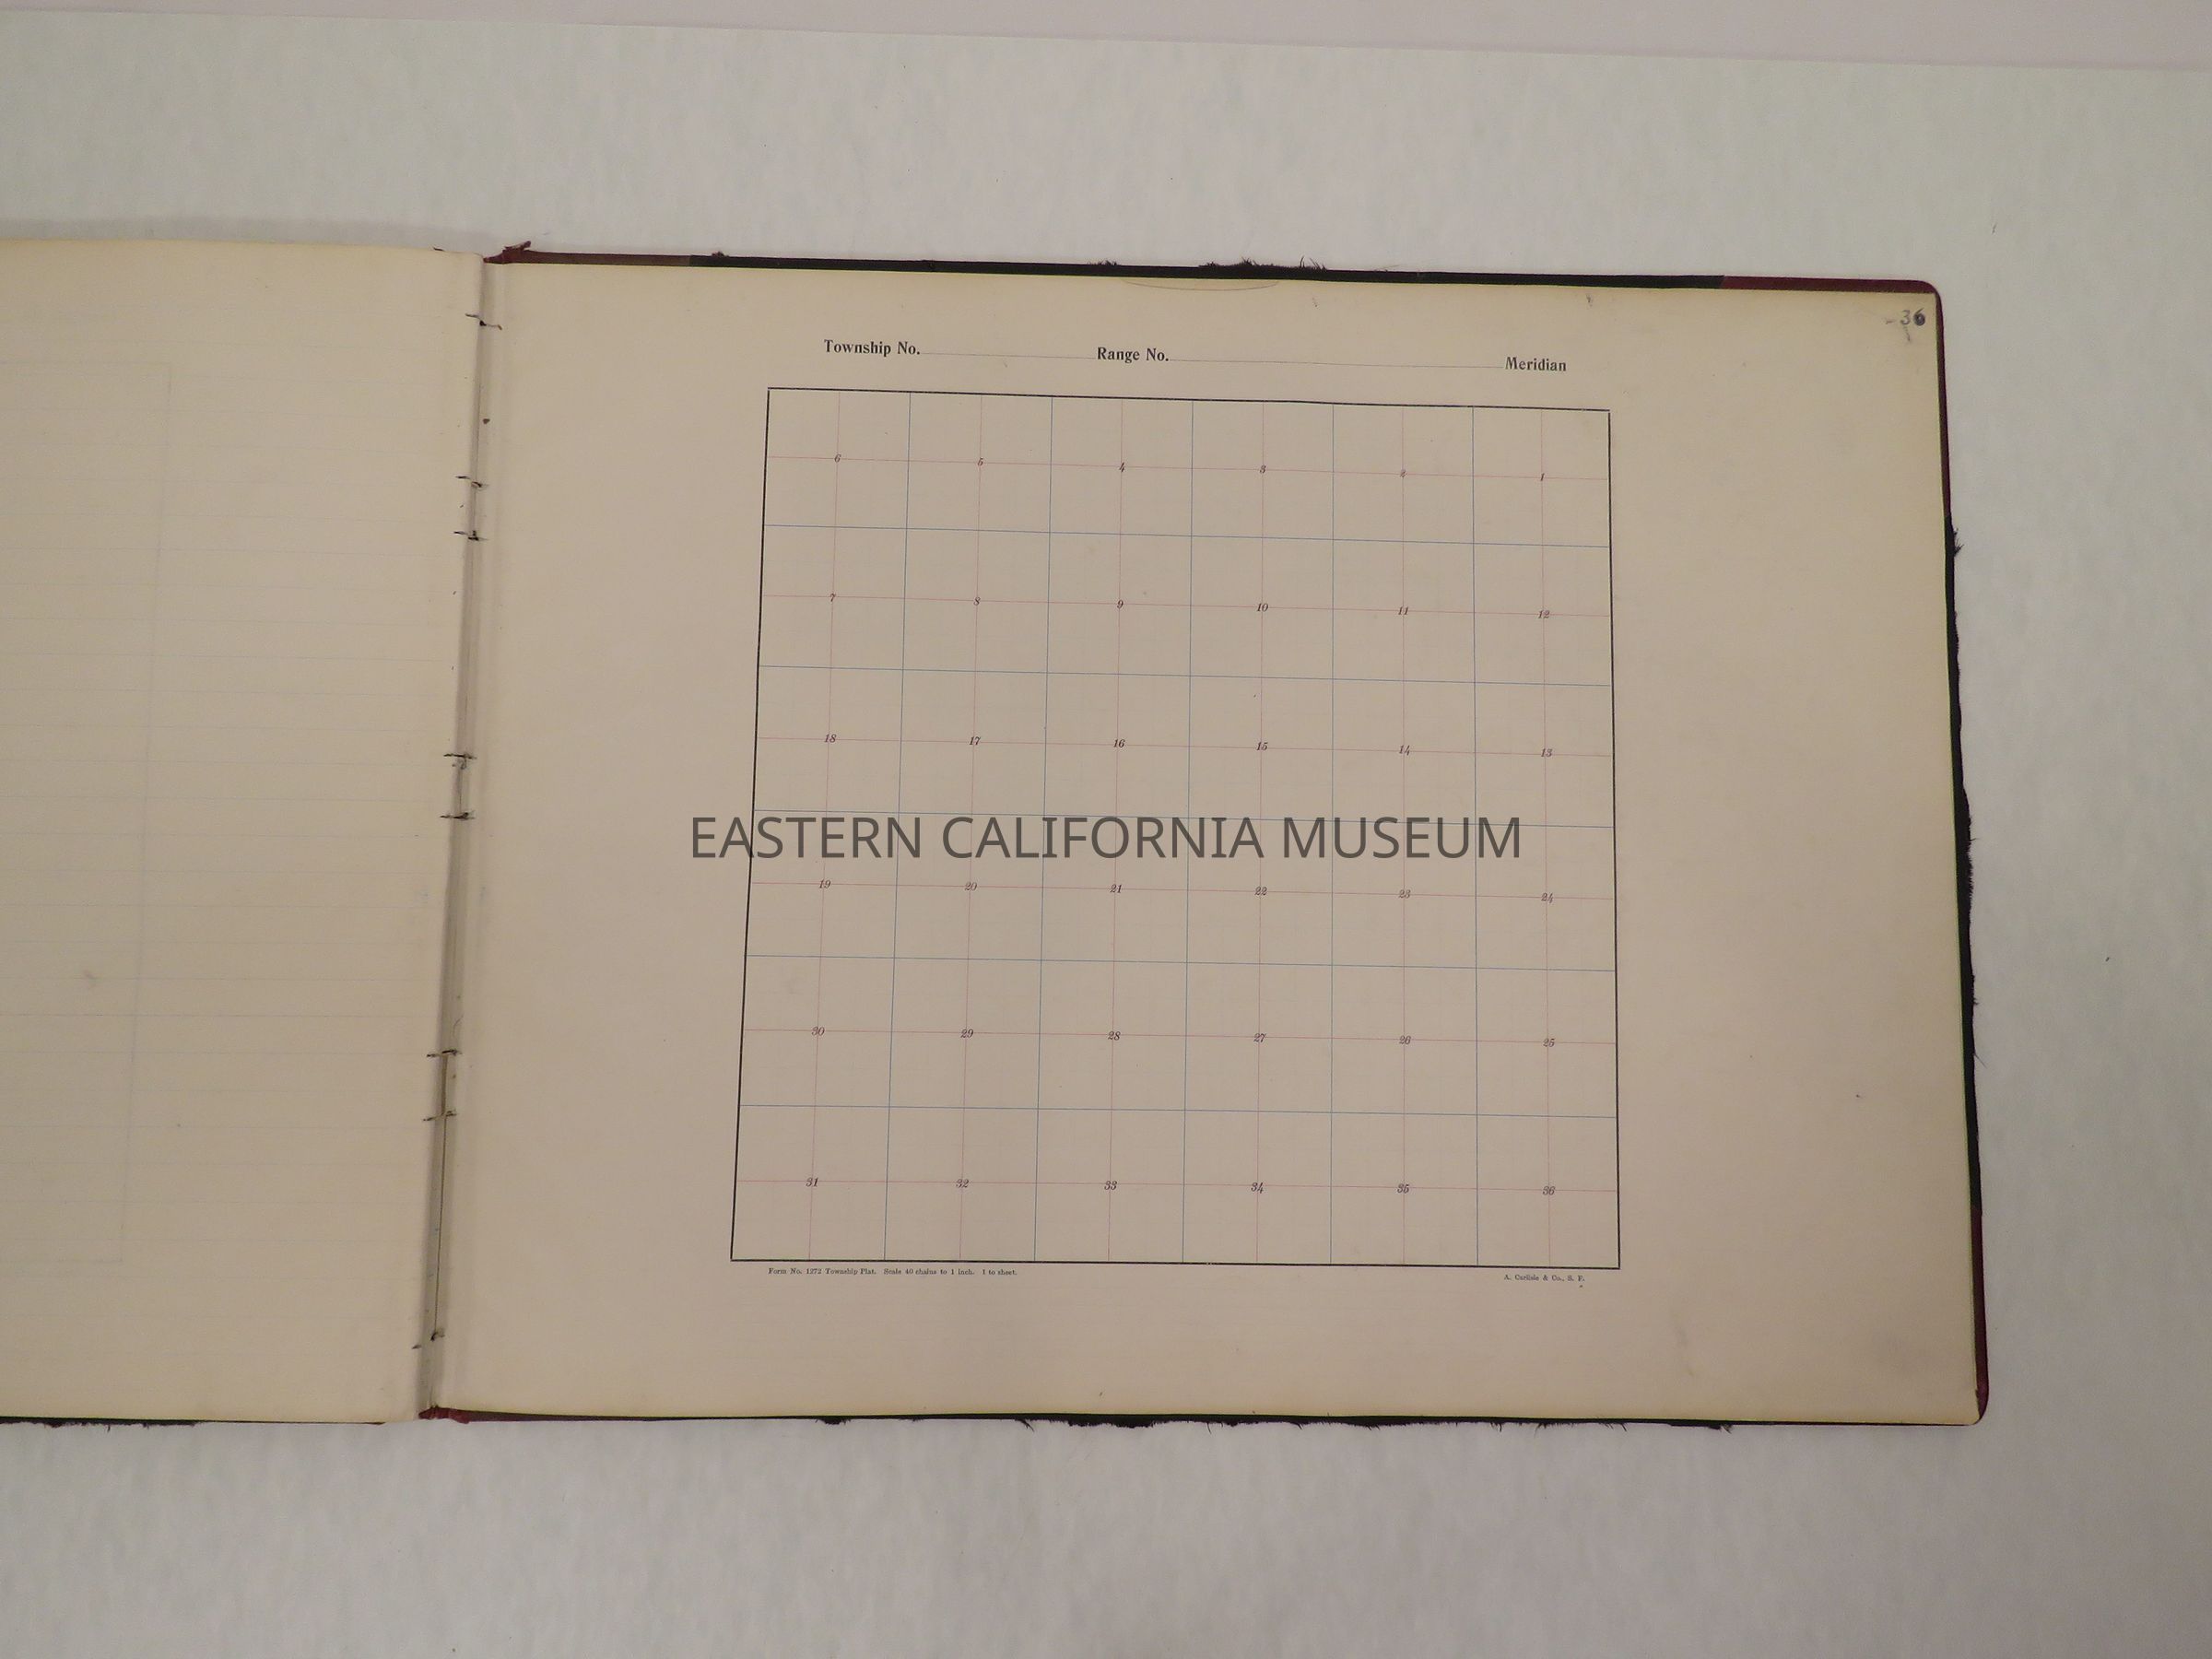 36
Township No. Range No. Meridian
6 5 4 3 2 1
7 8 9 10 11 12
18 17 16 15 14 13
EASTERN CALIFORNIA MUSEUM
19 20 21 22 23 24
30 29 28 27 26 25
31 32 33 34 35 36
Form No. 1272 Township Plat. Scale 40 chains to 1 inch. 1 to sheet. A. Carlisle & Co., S. F.